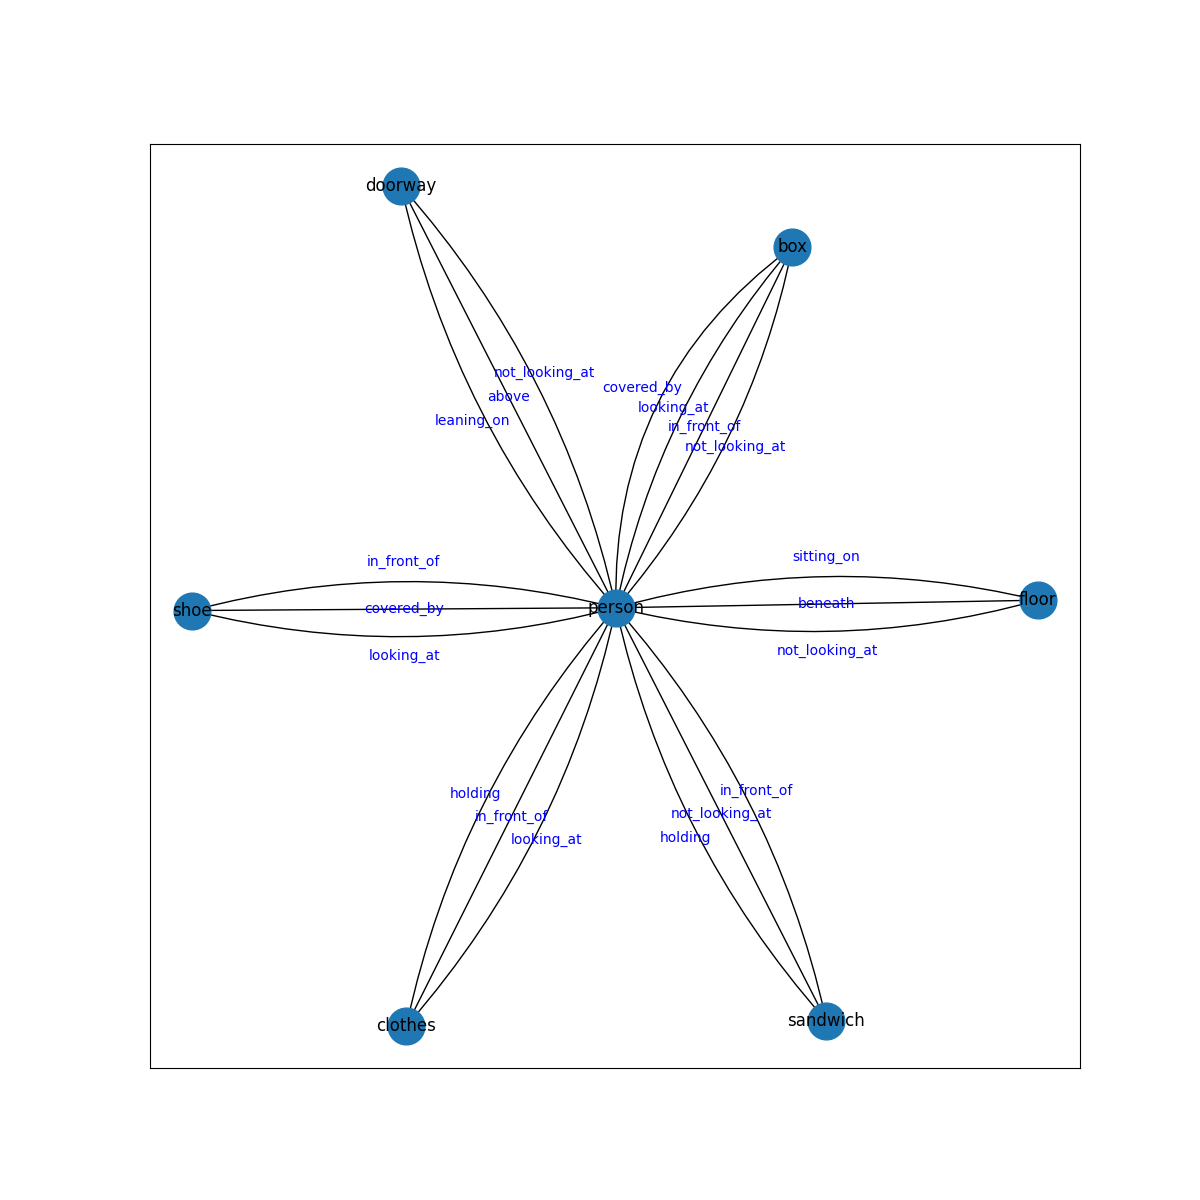 doorway
box
not_looking_at
covered_by
above
looking_at
leaning_on
in_front_of
not_looking_at
in_front_of
sitting_on
shoe
covered_by
person
beneath
floor
looking_at
not_looking_at
holding
in_front_of
in_front_of
not_looking_at
looking_at
holding
clothes
sandwich